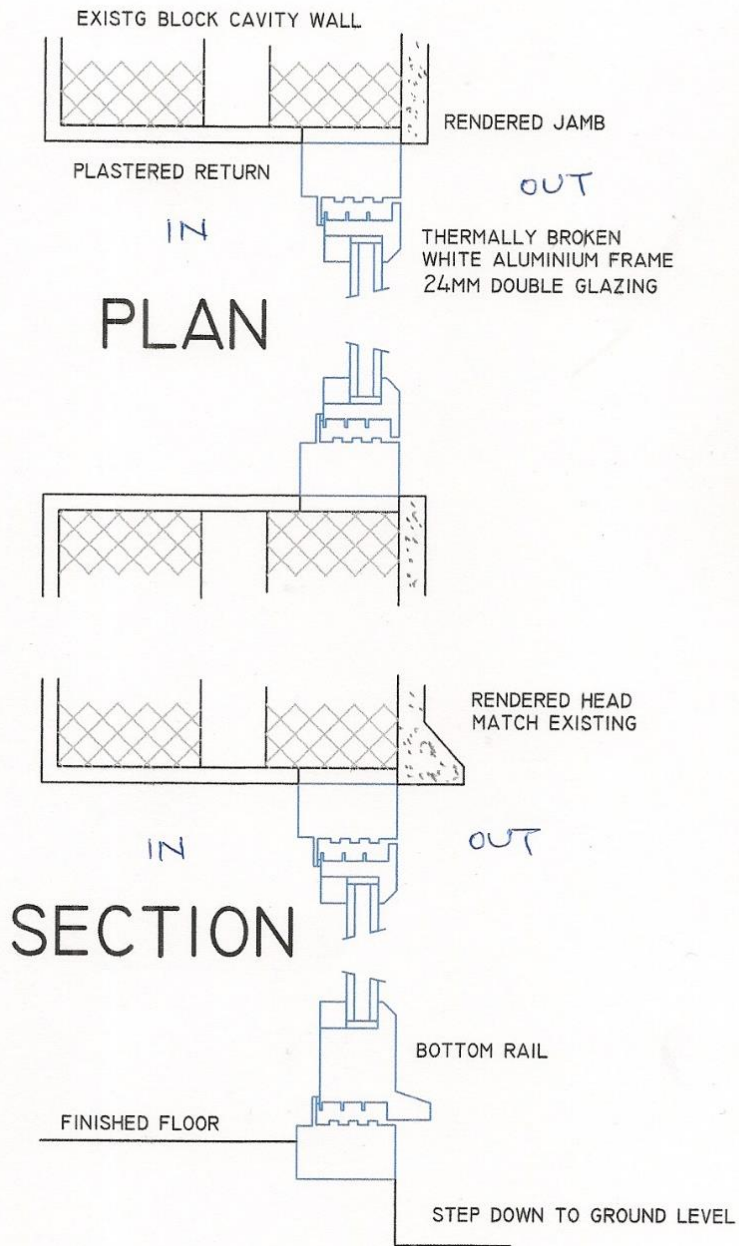 EXISTG BLOCK CAVITY WALL
RENDERED JAMB
PLASTERED RETURN
OUT
IN
THERMALLY BROKEN
WHITE ALUMINIUM FRAME
24MM DOUBLE GLAZING
PLAN
RENDERED HEAD
MATCH EXISTING
IN
OUT
SECTION
BOTTOM RAIL
FINISHED FLOOR
STEP DOWN TO GROUND LEVEL